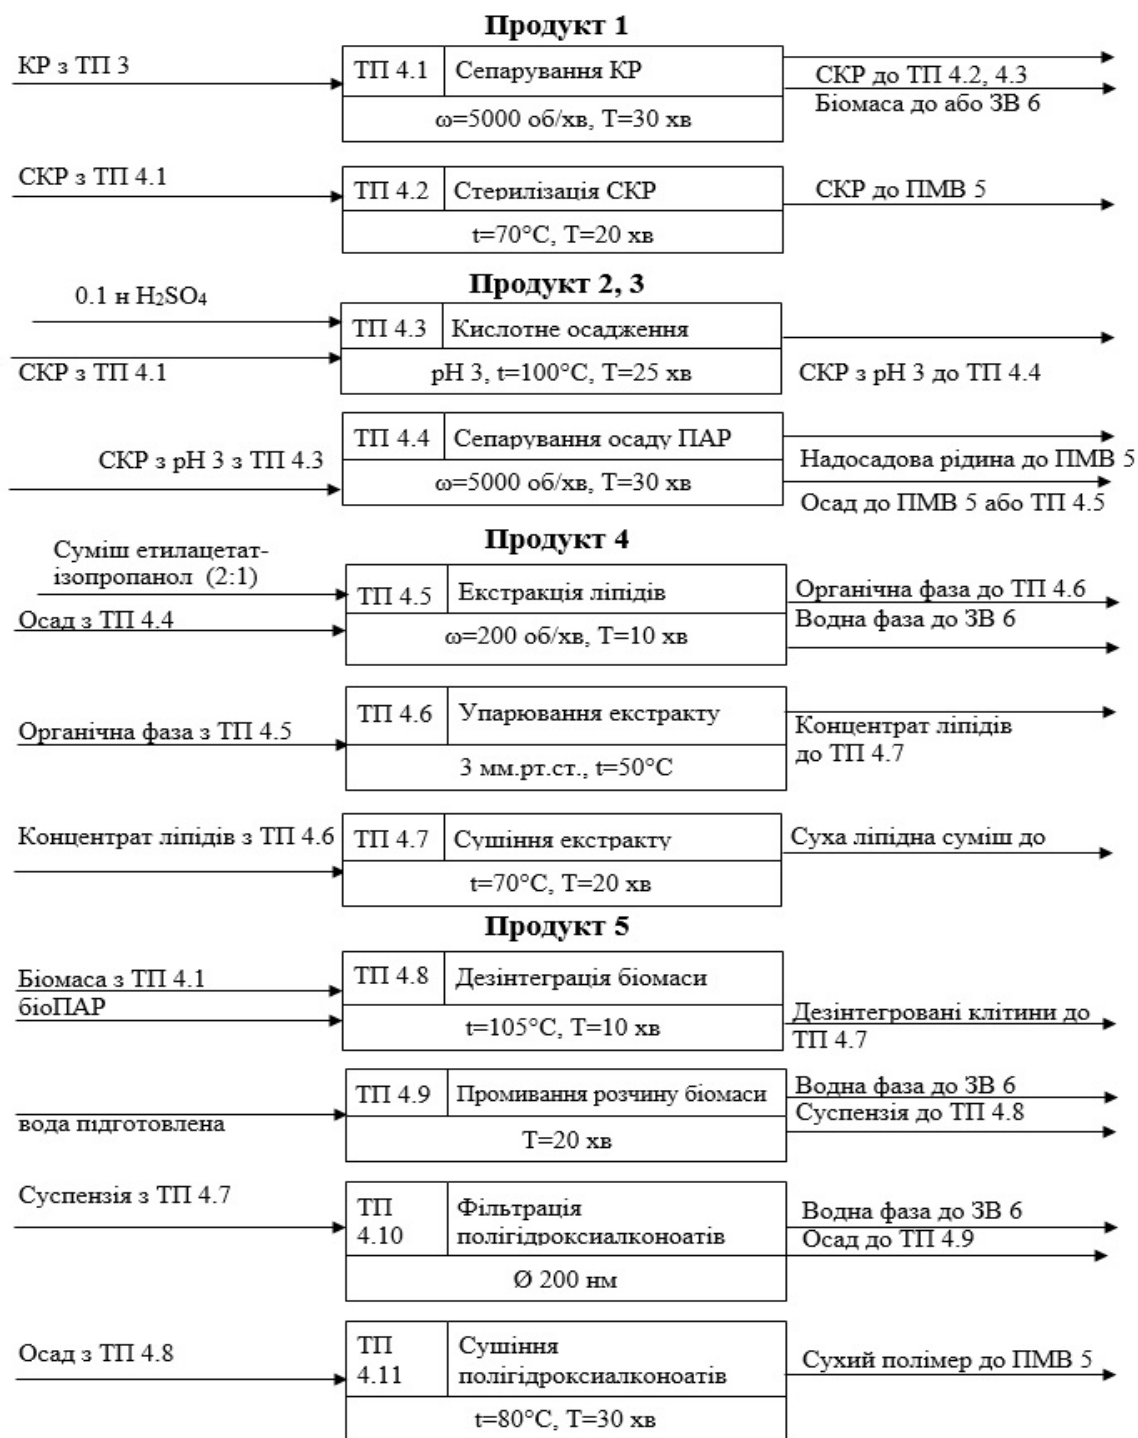 Продукт 1
КР з ТП 3
ТП 4.1
Сепарування КР
ω=5000 об/хв, Т=30 хв
СКР до ТП 4.2, 4.3
Біомаса до або ЗВ 6
СКР з ТП 4.1
ТП 4.2
Стерилізація СКР
t=70°С, Т=20 хв
СКР до ПМВ 5
Продукт 2, 3
0.1 н H₂SO₄
СКР з ТП 4.1
ТП 4.3
Кислотне осадження
pH 3, t=100°С, Т=25 хв
СКР з рН 3 до ТП 4.4
СКР з рН 3 з ТП 4.3
ТП 4.4
Сепарування осаду ПАР
ω=5000 об/хв, Т=30 хв
Надосадова рідина до ПМВ 5
Осад до ПМВ 5 або ТП 4.5
Продукт 4
Суміш етилацетат-
ізопропанол (2:1)
Осад з ТП 4.4
ТП 4.5
Екстракція ліпідів
ω=200 об/хв, Т=10 хв
Органічна фаза до ТП 4.6
Водна фаза до ЗВ 6
Органічна фаза з ТП 4.5
ТП 4.6
Упарювання екстракту
3 мм.рт.ст., t=50°С
Концентрат ліпідів
до ТП 4.7
Концентрат ліпідів з ТП 4.6
ТП 4.7
Сушіння екстракту
t=70°С, Т=20 хв
Суха ліпідна суміш до
Продукт 5
Біомаса з ТП 4.1
біоПАР
ТП 4.8
Дезінтеграція біомаси
t=105°С, Т=10 хв
Дезінтегровані клітини до
ТП 4.7
вода підготовлена
ТП 4.9
Промивання розчину біомаси
Т=20 хв
Водна фаза до ЗВ 6
Суспензія до ТП 4.8
Суспензія з ТП 4.7
ТП
4.10
Фільтрація
полігідроксиалконоатів
Ø 200 нм
Водна фаза до ЗВ 6
Осад до ТП 4.9
Осад з ТП 4.8
ТП
4.11
Сушіння
полігідроксиалконоатів
t=80°С, Т=30 хв
Сухий полімер до ПМВ 5